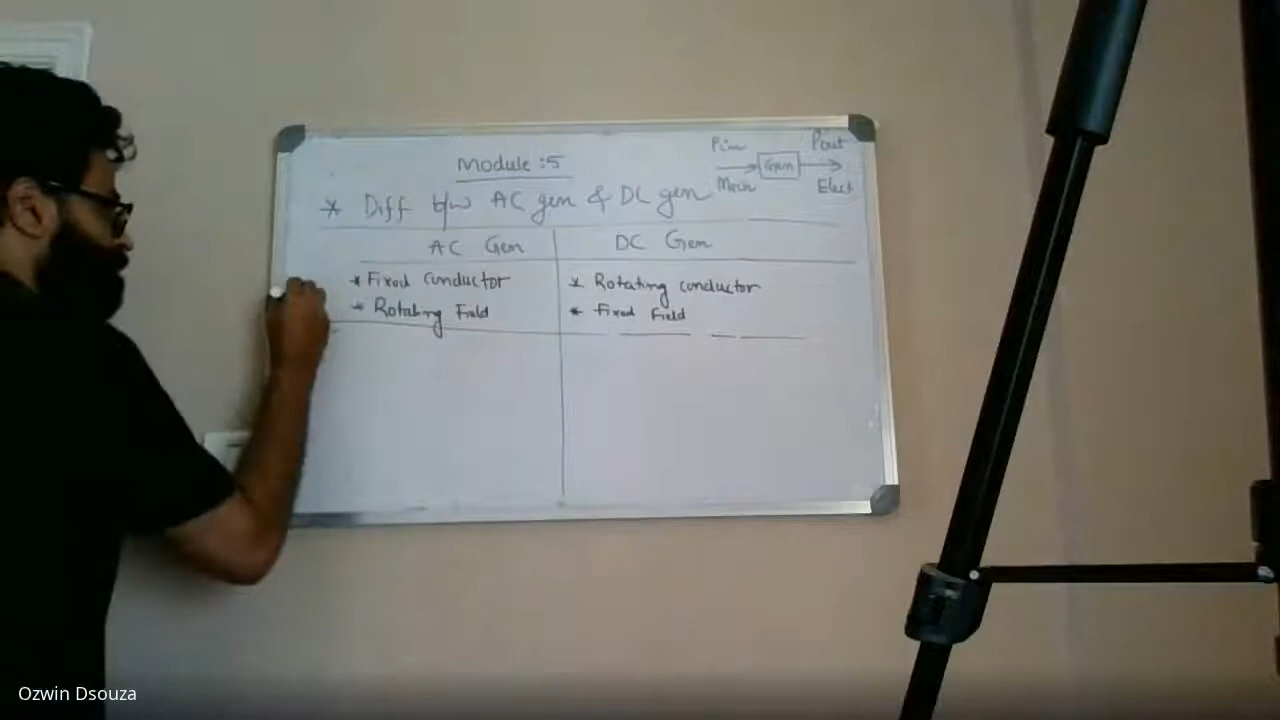 Module :5
Pin Pout
Gen
Mech Elect
* Diff b/w AC gen & DC gen
AC Gen DC Gen
* Fixed Conductor * Rotating conductor
* Rotating Field * Fixed Field
Ozwin Dsouza